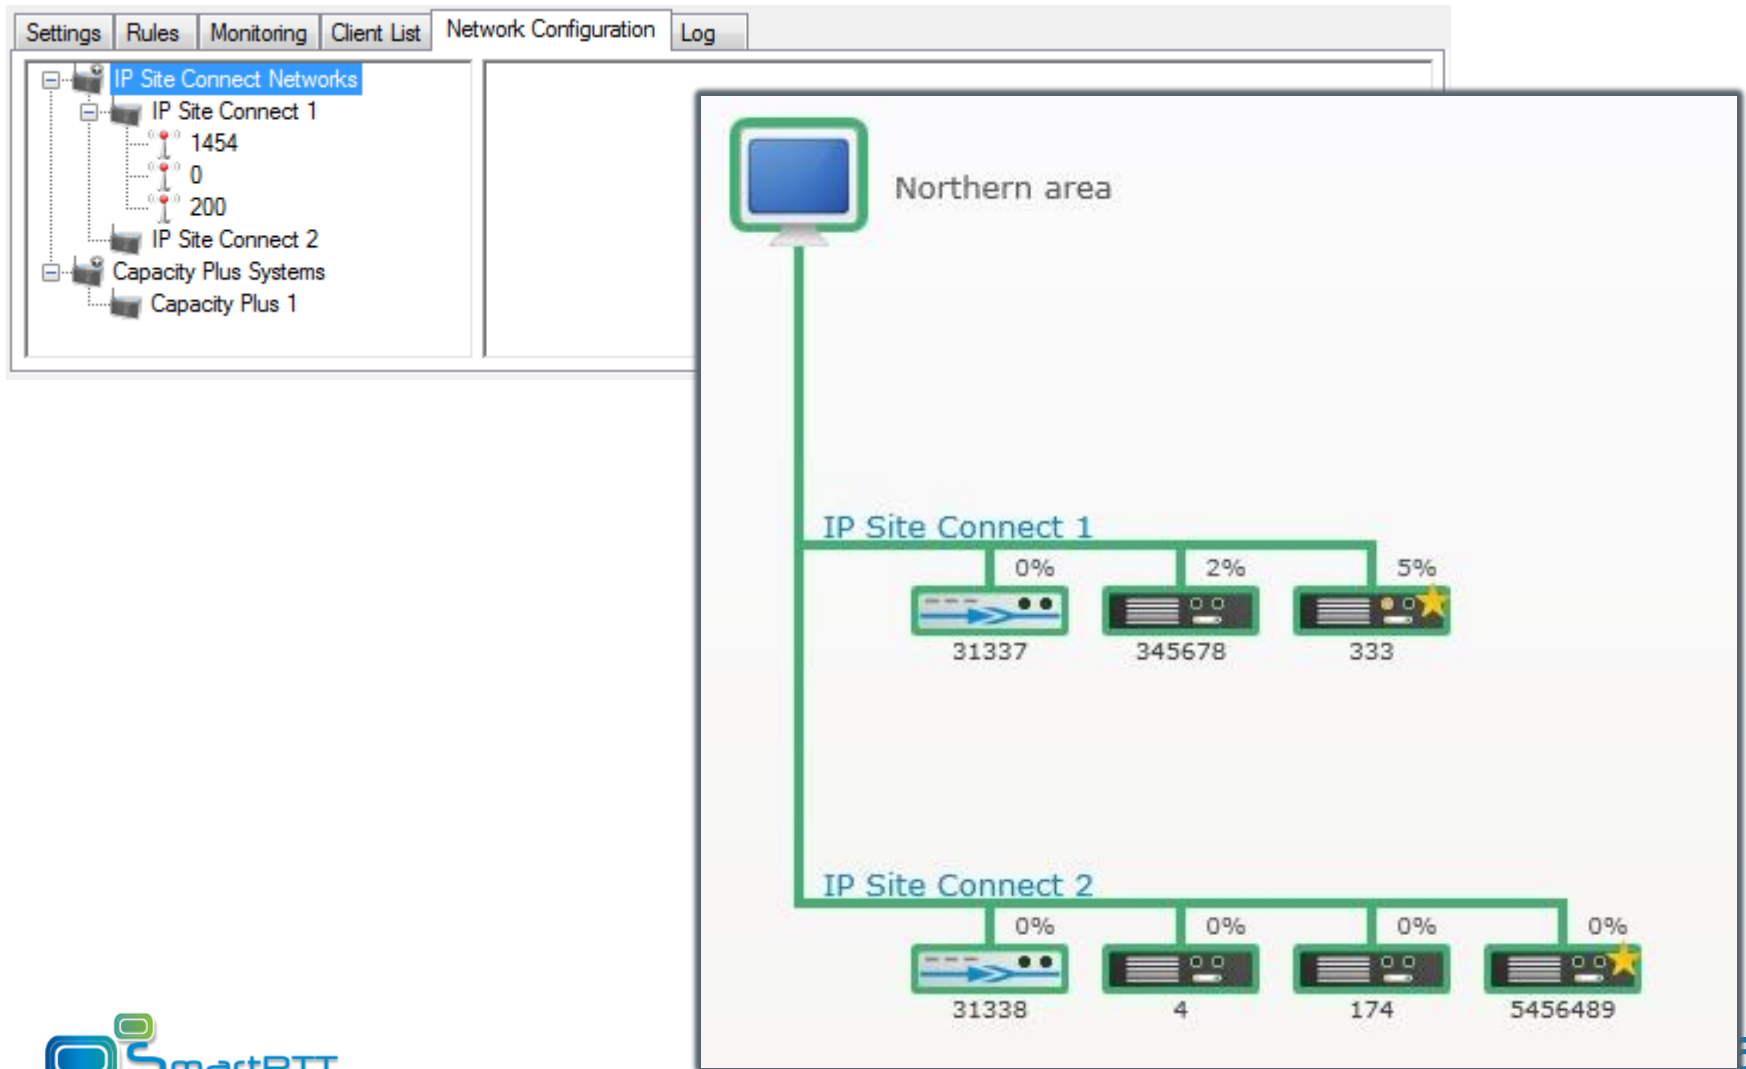 Settings Rules Monitoring Client List Network Configuration Log
IP Site Connect Networks
IP Site Connect 1
1454
0
200
IP Site Connect 2
Capacity Plus Systems
Capacity Plus 1
Northern area
IP Site Connect 1
0% 2% 5%
31337 345678 333
IP Site Connect 2
0% 0% 0% 0%
31338 4 174 5456489
SmartPTT